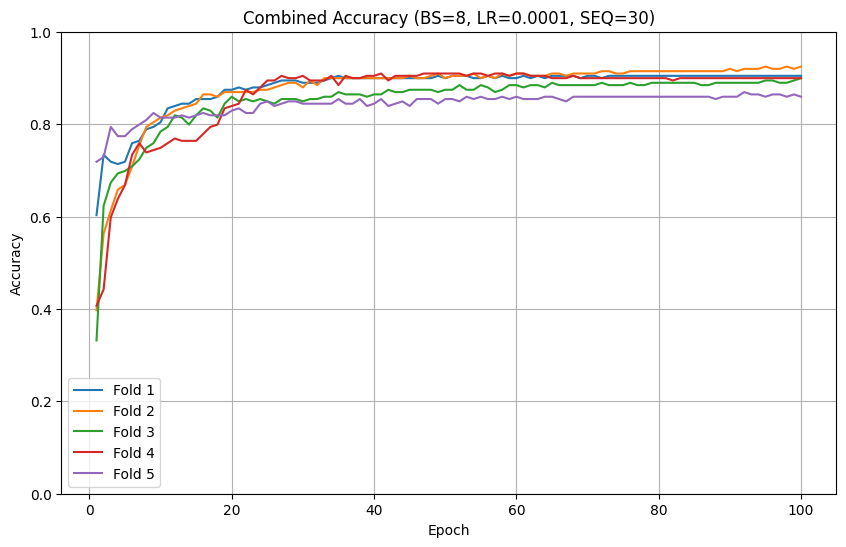 Combined Accuracy (BS=8, LR=0.0001, SEQ=30)
1.0
0.8
0.6
0.4
0.2
0.0
Accuracy
Fold 1
Fold 2
Fold 3
Fold 4
Fold 5
0 20 40 60 80 100
Epoch